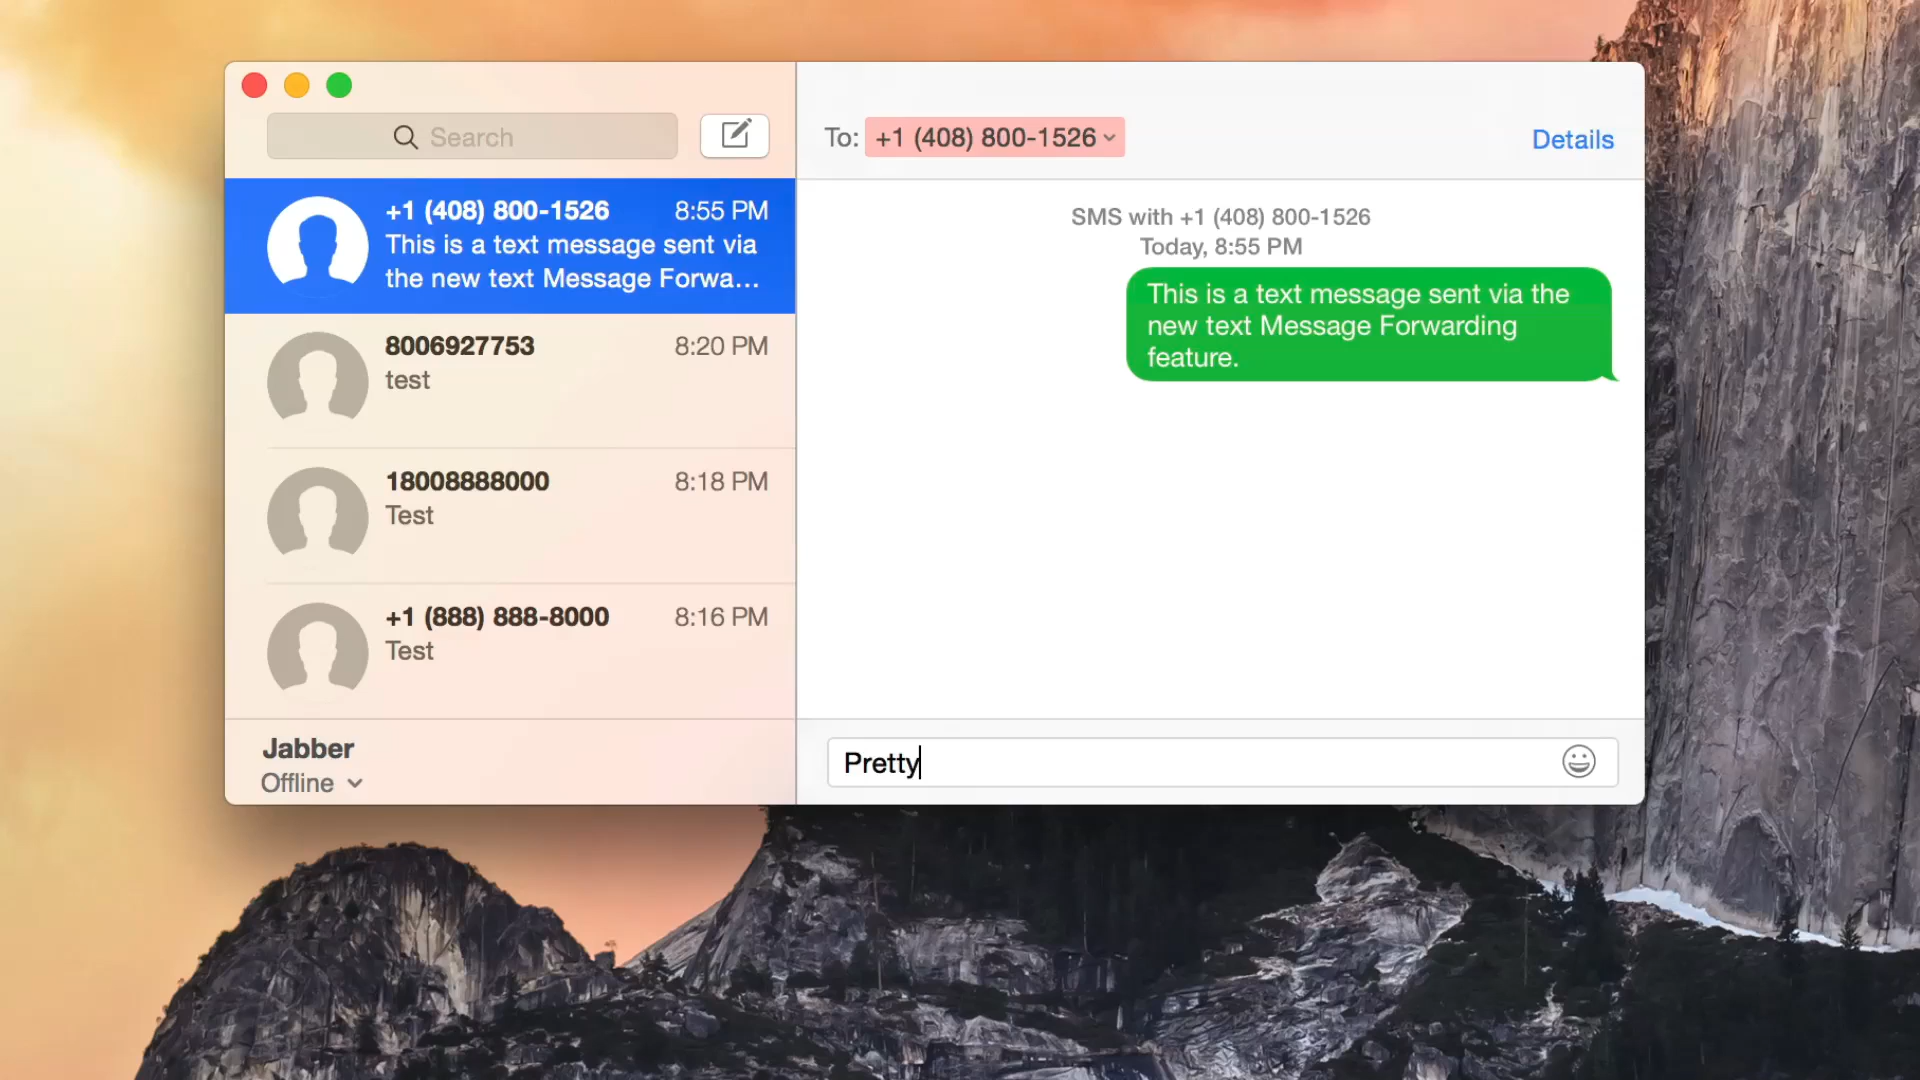 Search
+1 (408) 800-1526 8:55 PM
This is a text message sent via
the new text Message Forwa...
8006927753 8:20 PM
test
18008888000 8:18 PM
Test
+1 (888) 888-8000 8:16 PM
Test
Jabber
Offline
To: +1 (408) 800-1526
Details
SMS with +1 (408) 800-1526
Today, 8:55 PM
This is a text message sent via the
new text Message Forwarding
feature.
Pretty